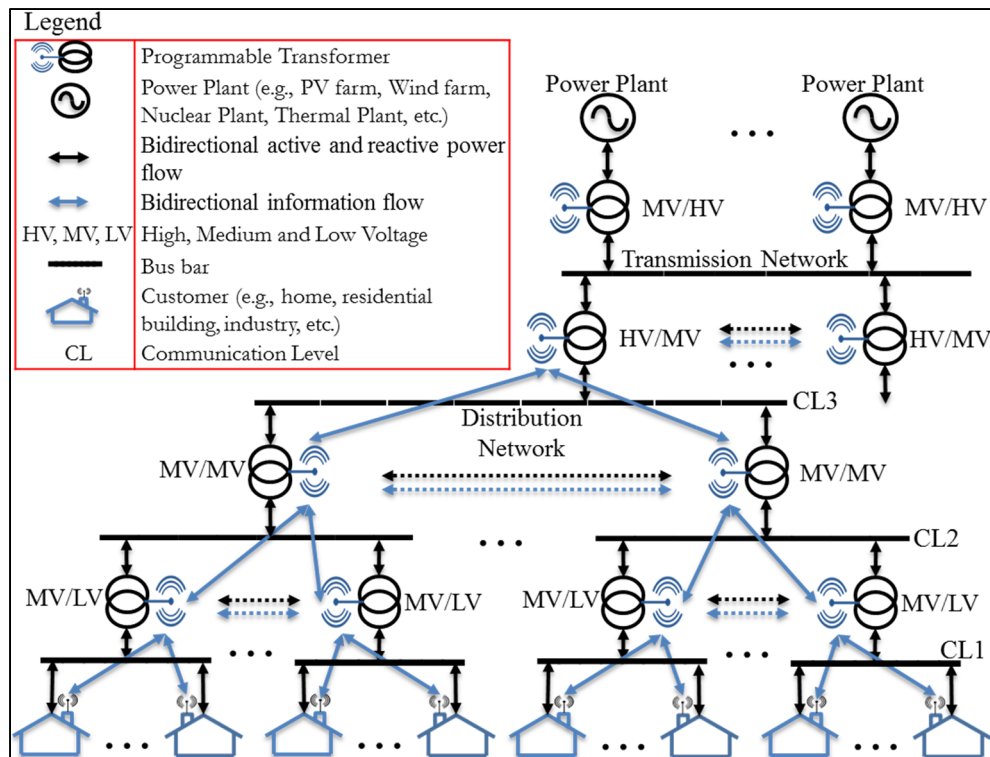 Legend
Programmable Transformer
Power Plant (e.g., PV farm, Wind farm,
Nuclear Plant, Thermal Plant, etc.)
Bidirectional active and reactive power
flow
Bidirectional information flow
HV, MV, LV High, Medium and Low Voltage
Bus bar
Customer (e.g., home, residential
building, industry, etc.)
CL Communication Level
Power Plant Power Plant
MV/HV MV/HV
Transmission Network
HV/MV HV/MV
CL3
Distribution
Network
MV/MV MV/MV
CL2
MV/LV MV/LV MV/LV MV/LV
CL1